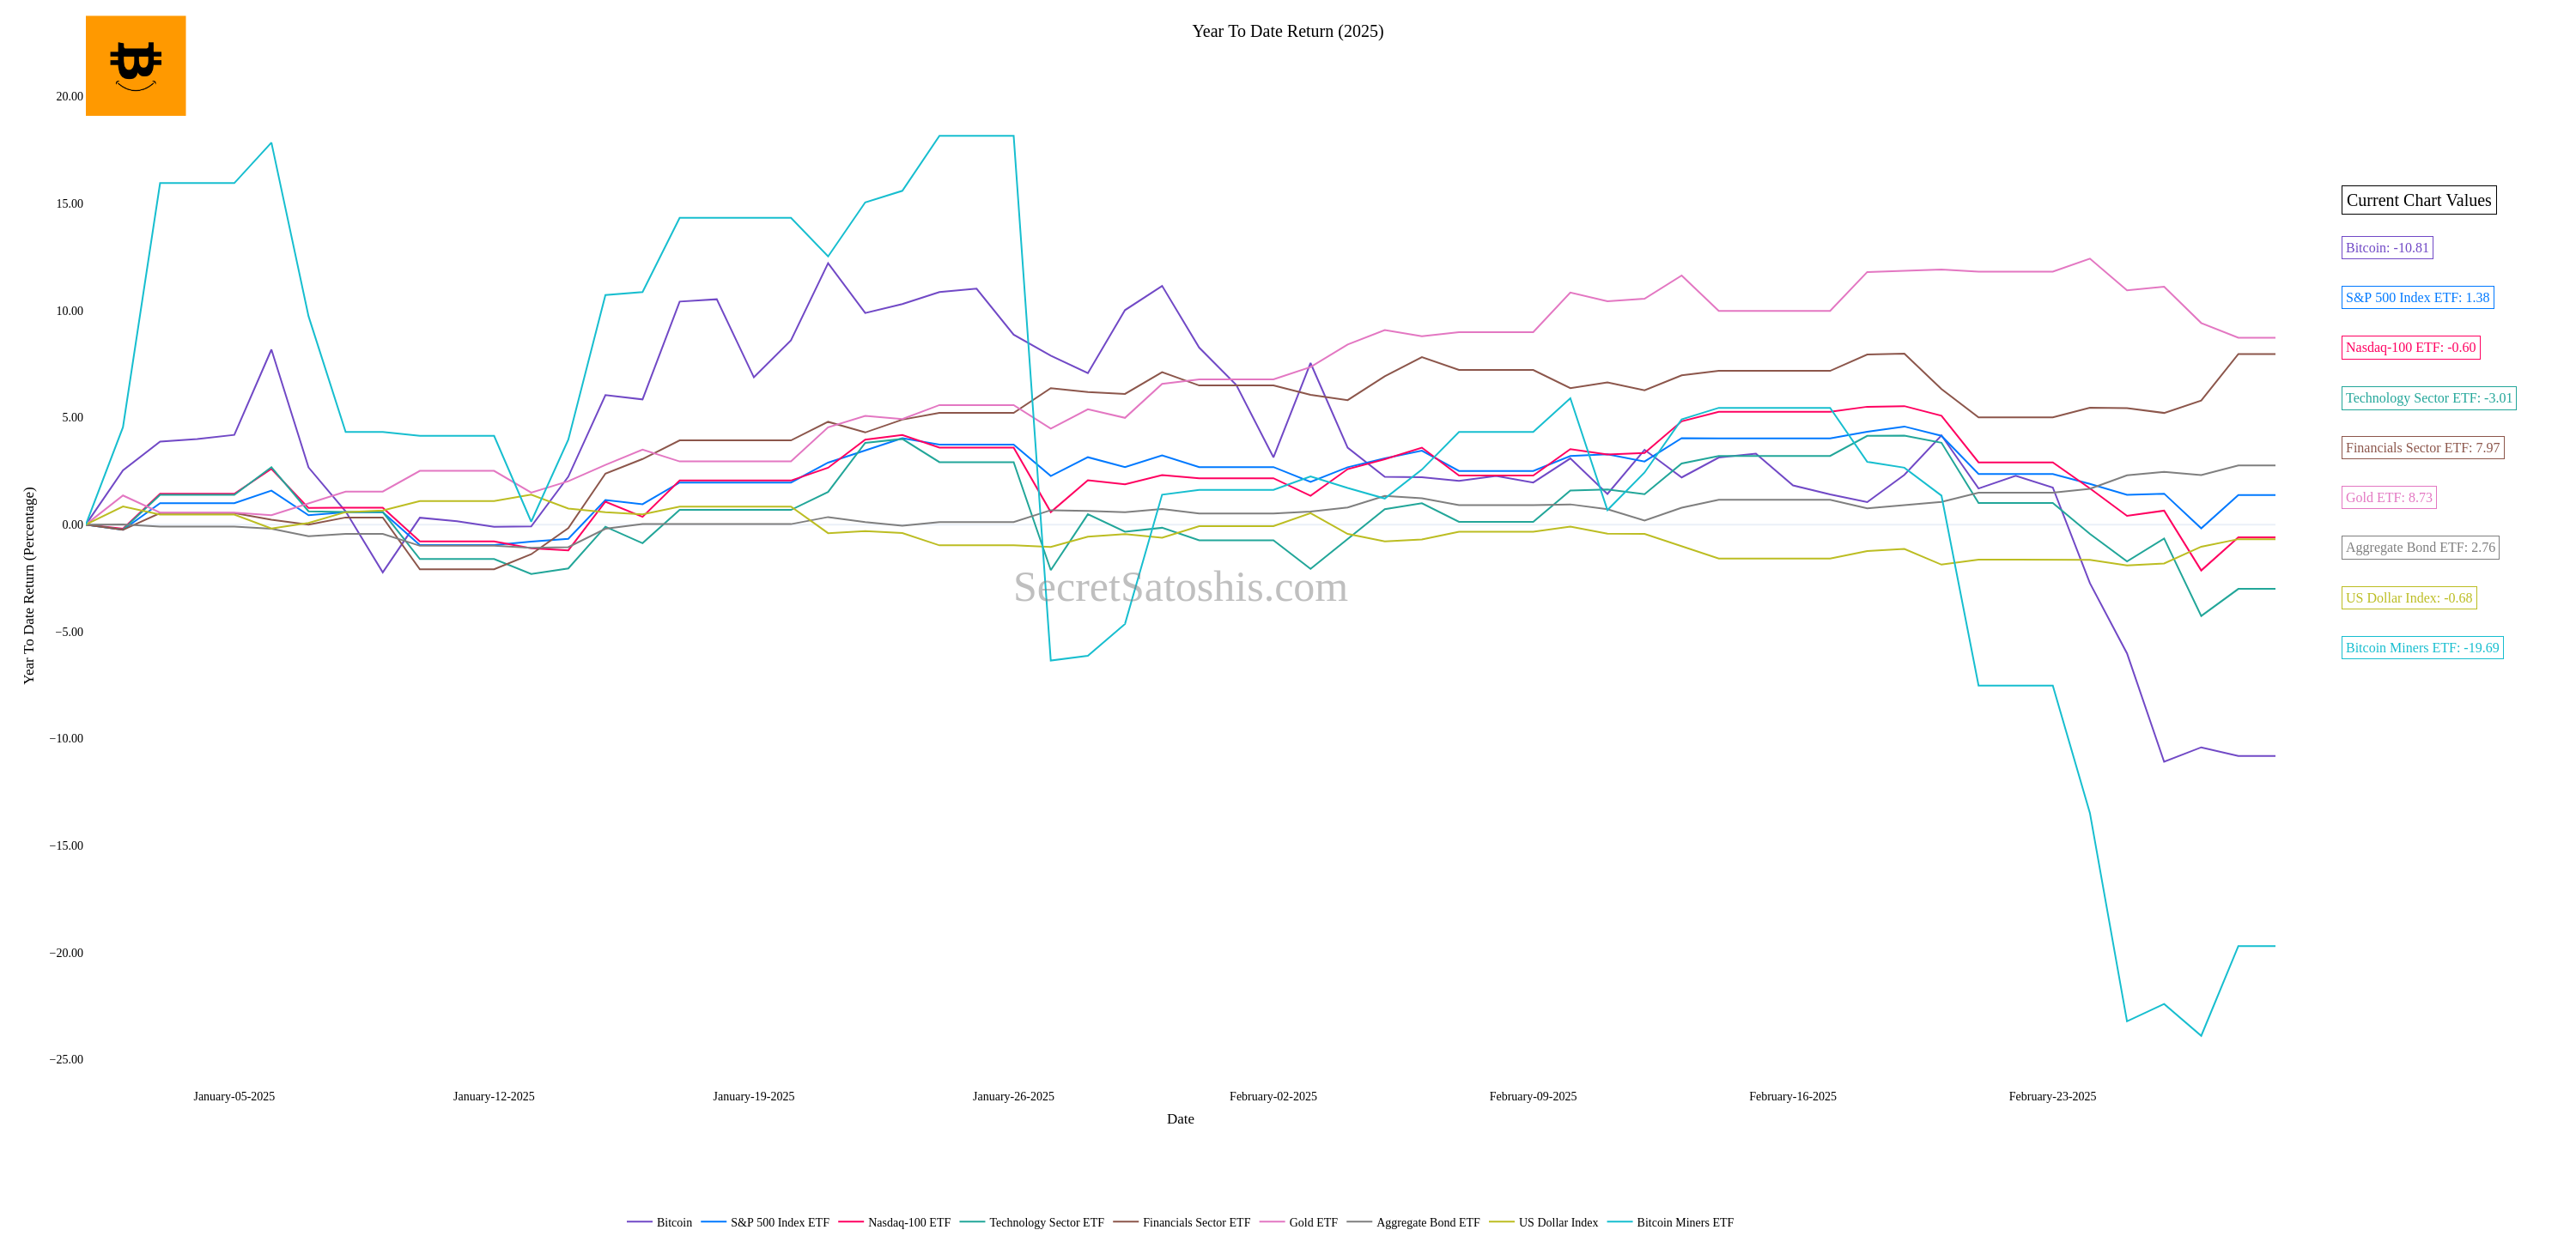 Year To Date Return (2025)
20.00
15.00
10.00
5.00
0.00
−5.00
−10.00
−15.00
−20.00
−25.00
Year To Date Return (Percentage)
SecretSatoshis.com
January-05-2025
January-12-2025
January-19-2025
January-26-2025
February-02-2025
February-09-2025
February-16-2025
February-23-2025
Date
Current Chart Values
Bitcoin: -10.81
S&P 500 Index ETF: 1.38
Nasdaq-100 ETF: -0.60
Technology Sector ETF: -3.01
Financials Sector ETF: 7.97
Gold ETF: 8.73
Aggregate Bond ETF: 2.76
US Dollar Index: -0.68
Bitcoin Miners ETF: -19.69
Bitcoin S&P 500 Index ETF Nasdaq-100 ETF Technology Sector ETF Financials Sector ETF Gold ETF Aggregate Bond ETF US Dollar Index Bitcoin Miners ETF